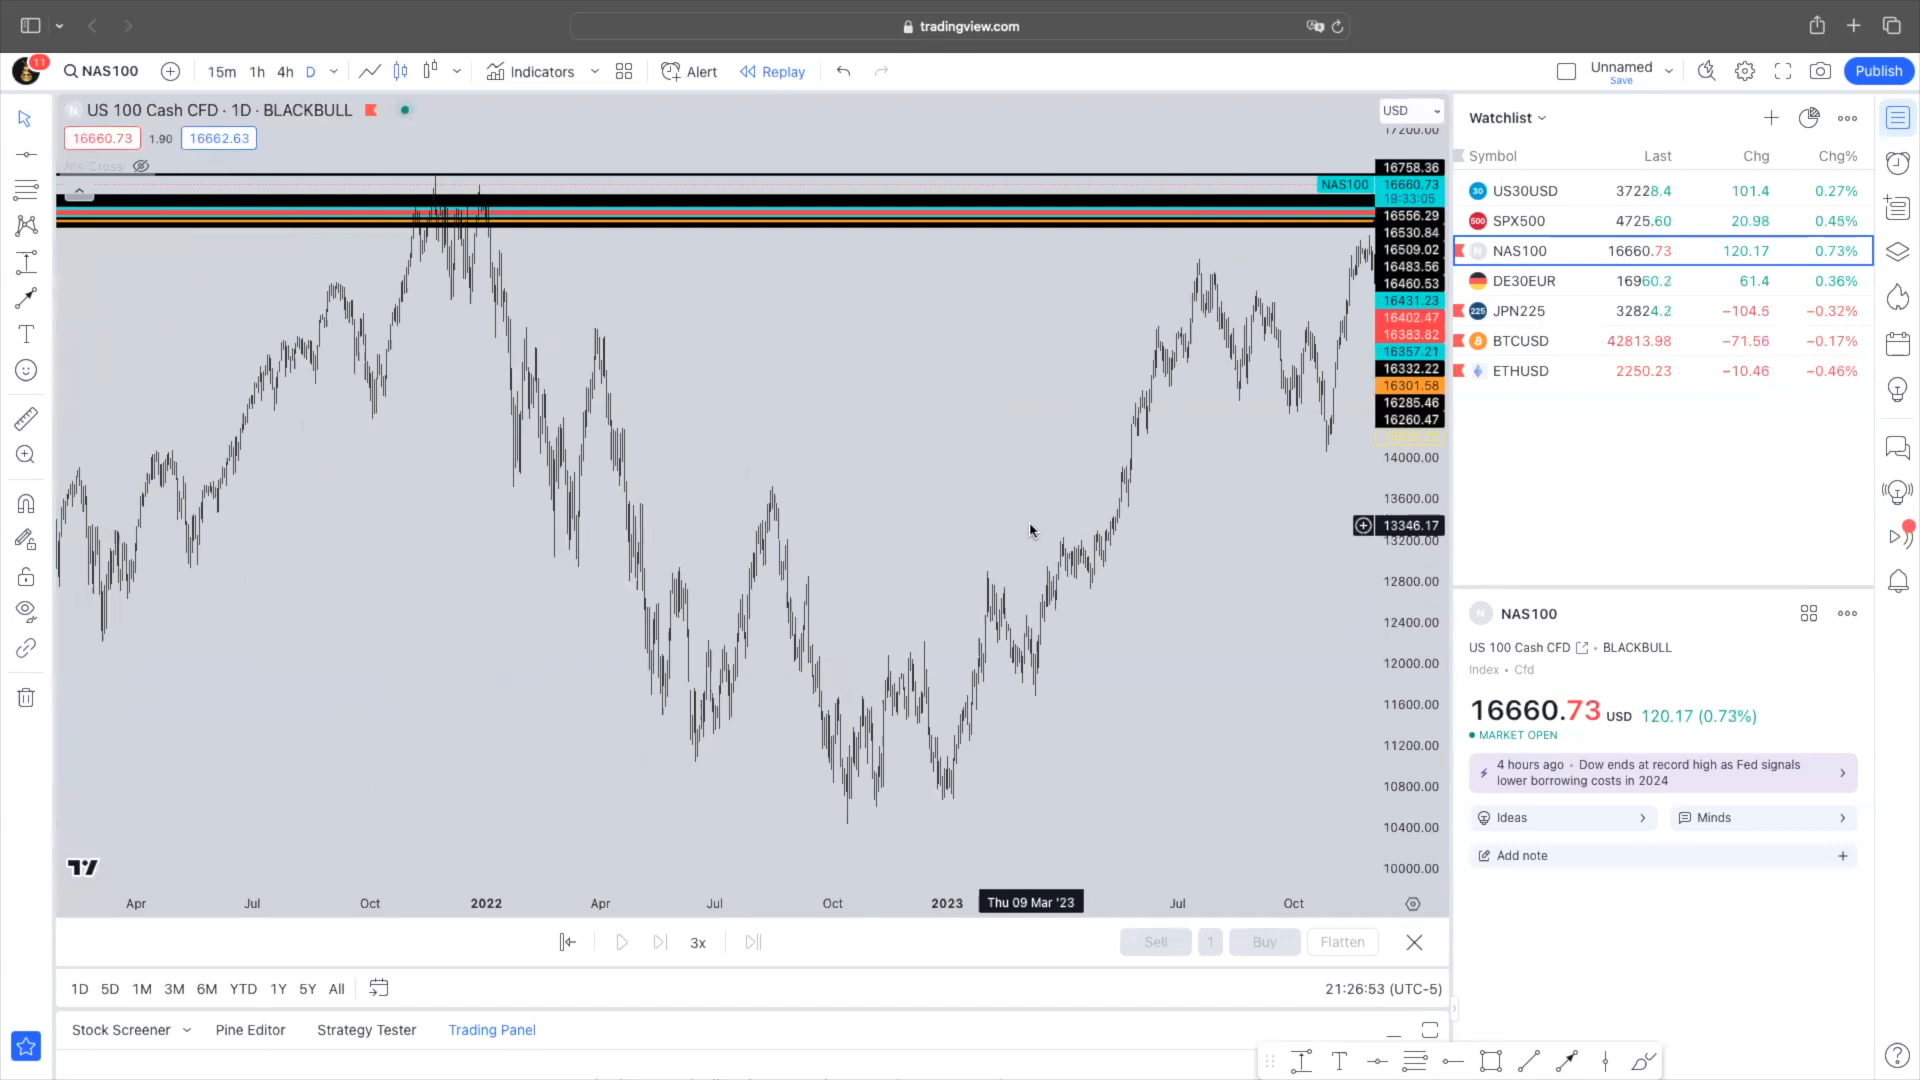 tradingview.com
11
NAS100
15m 1h 4h D
Indicators
Alert
Replay
Unnamed
Save
Publish
US 100 Cash CFD · 1D · BLACKBULL
16660.73 1.90 16662.63
USD
17200.00
16758.36
NAS100 16660.73
19:33:05
16556.29
16530.84
16509.02
16483.56
16460.53
16431.23
16402.47
16383.82
16357.21
16332.22
16301.58
16285.46
16260.47
14000.00
13600.00
13346.17
13200.00
12800.00
12400.00
12000.00
11600.00
11200.00
10800.00
10400.00
10000.00
Apr Jul Oct 2022 Apr Jul Oct 2023 Thu 09 Mar '23 Jul Oct
3x
Sell 1 Buy Flatten
1D 5D 1M 3M 6M YTD 1Y 5Y All
21:26:53 (UTC-5)
Stock Screener Pine Editor Strategy Tester Trading Panel
Watchlist
Symbol Last Chg Chg%
30 US30USD 37228.4 101.4 0.27%
500 SPX500 4725.60 20.98 0.45%
N NAS100 16660.73 120.17 0.73%
DE30EUR 16960.2 61.4 0.36%
225 JPN225 32824.2 −104.5 −0.32%
BTCUSD 42813.98 −71.56 −0.17%
ETHUSD 2250.23 −10.46 −0.46%
N NAS100
US 100 Cash CFD • BLACKBULL
Index • Cfd
16660.73 USD 120.17 (0.73%)
MARKET OPEN
4 hours ago • Dow ends at record high as Fed signals
lower borrowing costs in 2024
Ideas
Minds
Add note